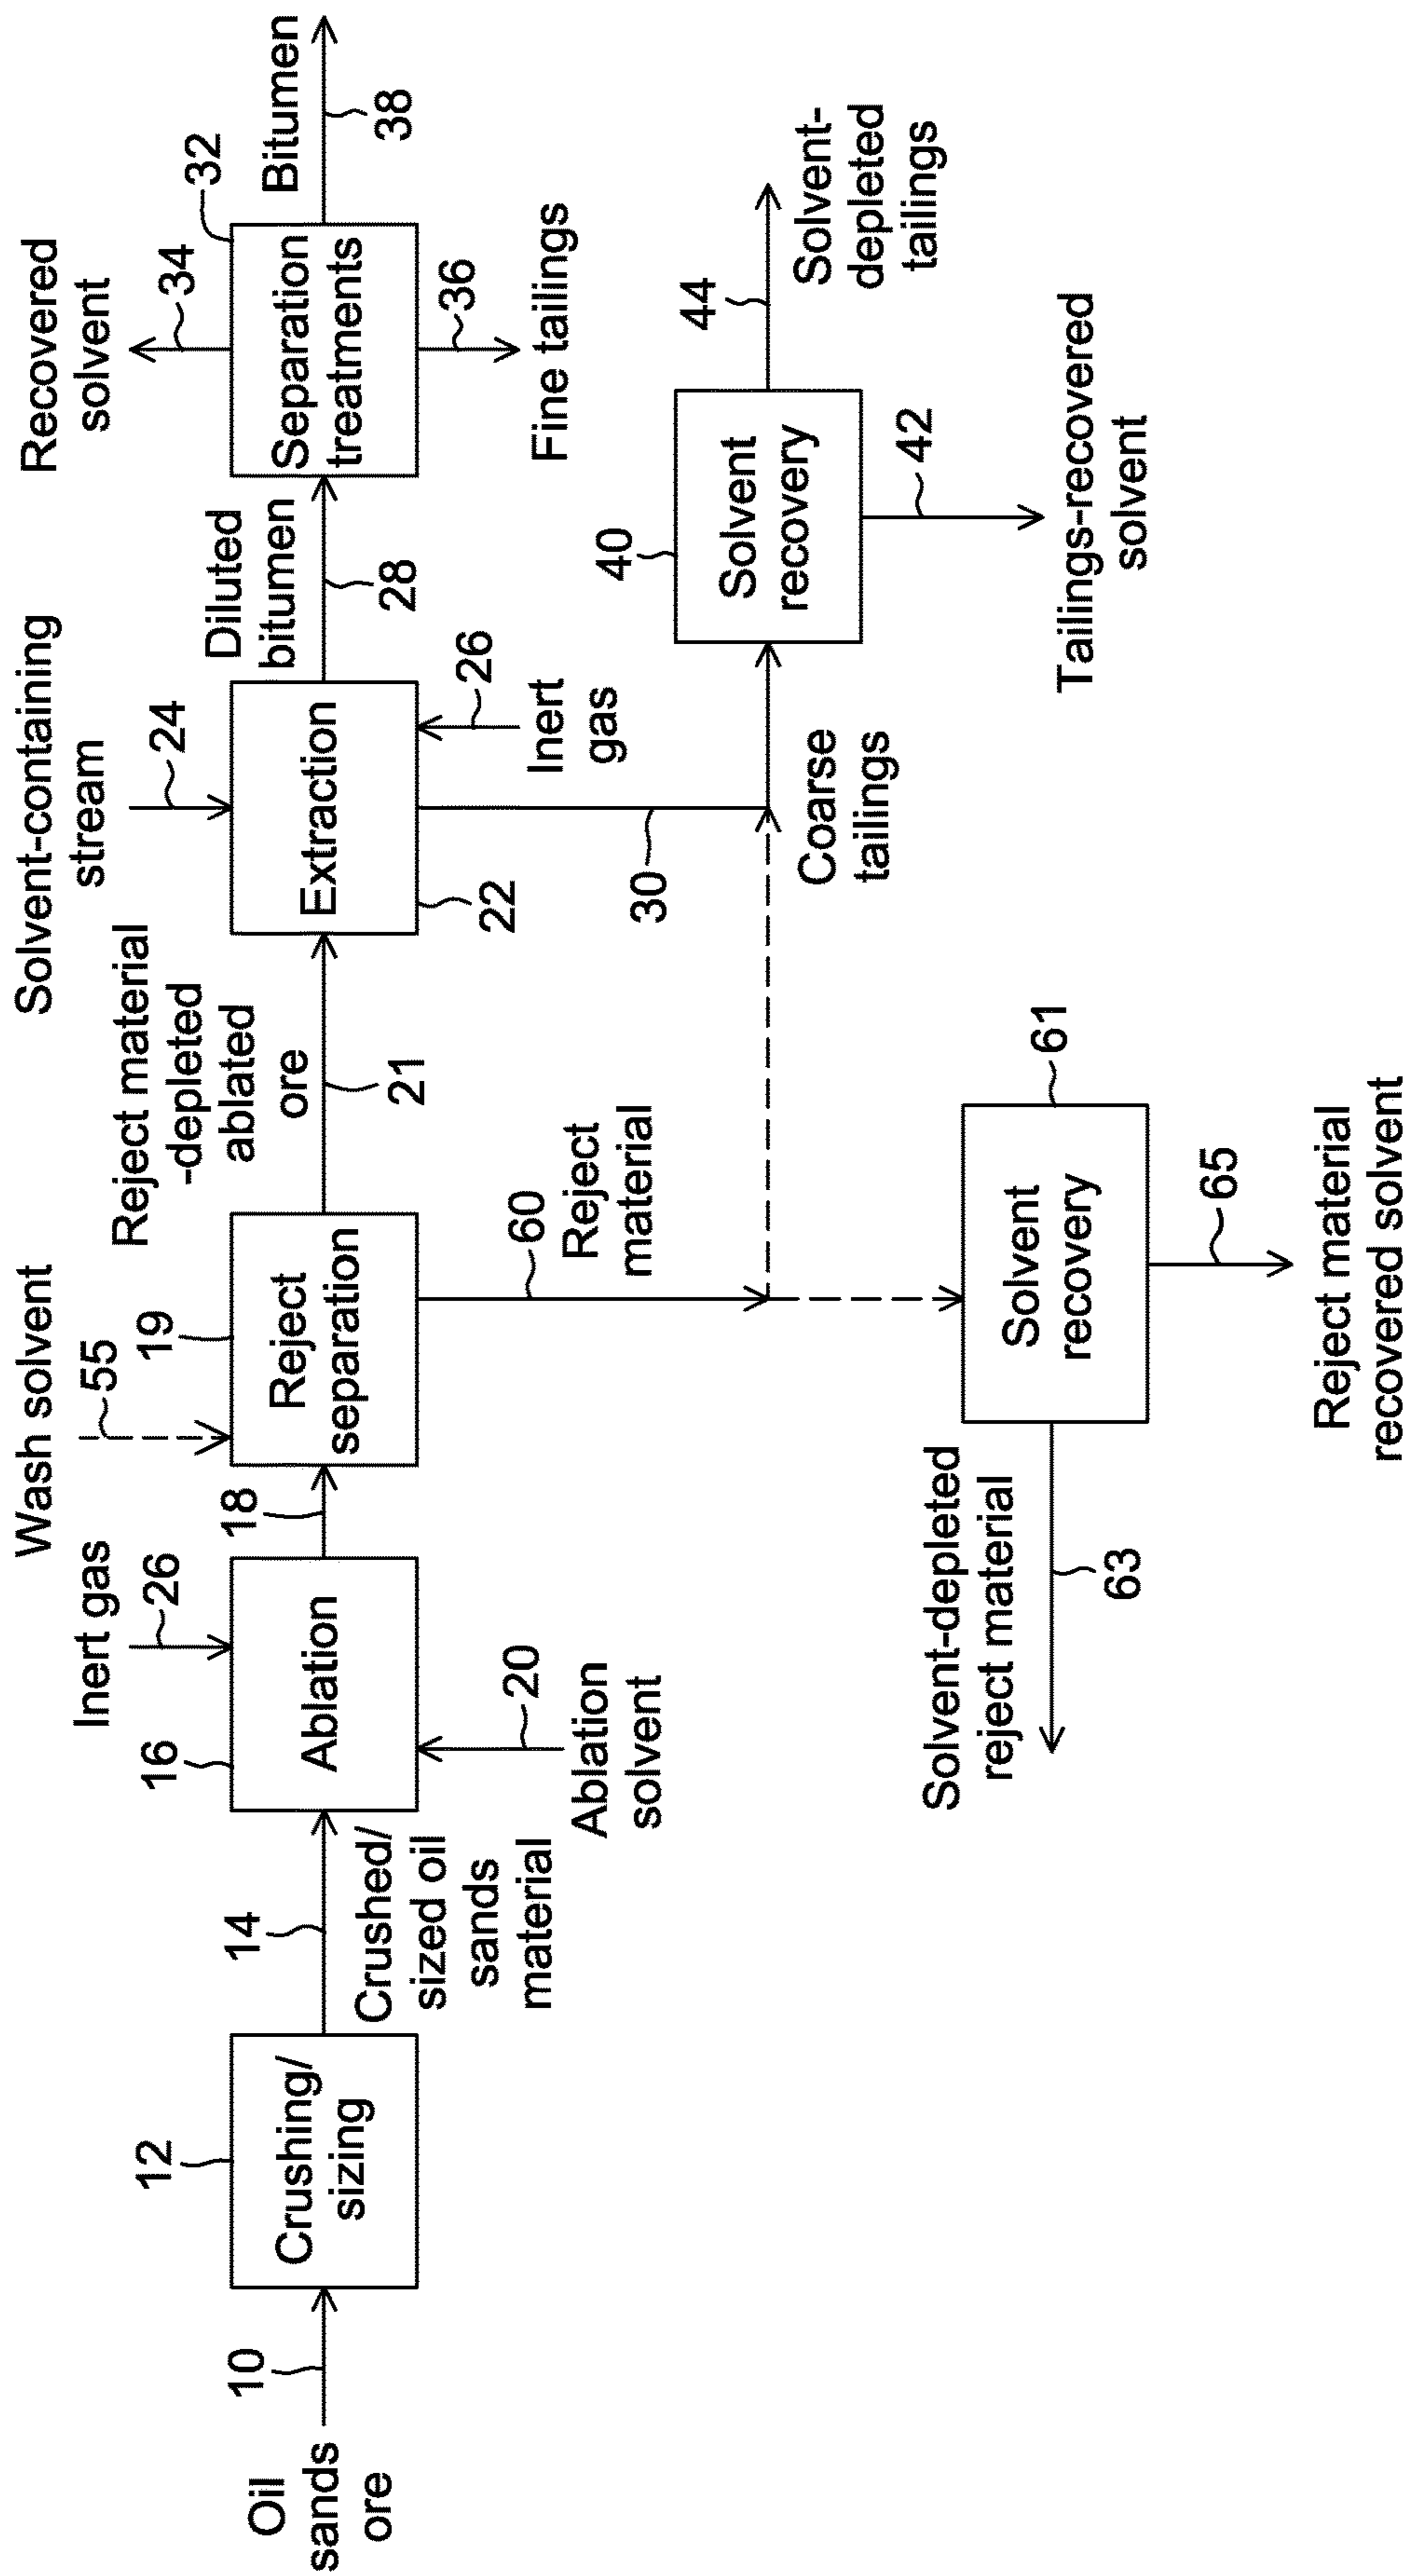 Oil
sands
ore
10
12
Crushing/
sizing
14
Crushed/
sized oil
sands
material
16
Ablation
Inert gas
26
20
Ablation
solvent
18
Wash solvent
55
19
Reject
separation
60
Reject
material
Reject material
-depleted
ablated
ore
21
Solvent-containing
stream
24
Extraction
22
26
Inert
gas
30
Coarse
tailings
Diluted
bitumen
28
Recovered
solvent
34
32
Separation
treatments
36
Fine tailings
Bitumen
38
40
Solvent
recovery
44
Solvent-
depleted
tailings
42
Tailings-recovered
solvent
61
Solvent
recovery
Solvent-depleted
reject material
63
65
Reject material
recovered solvent